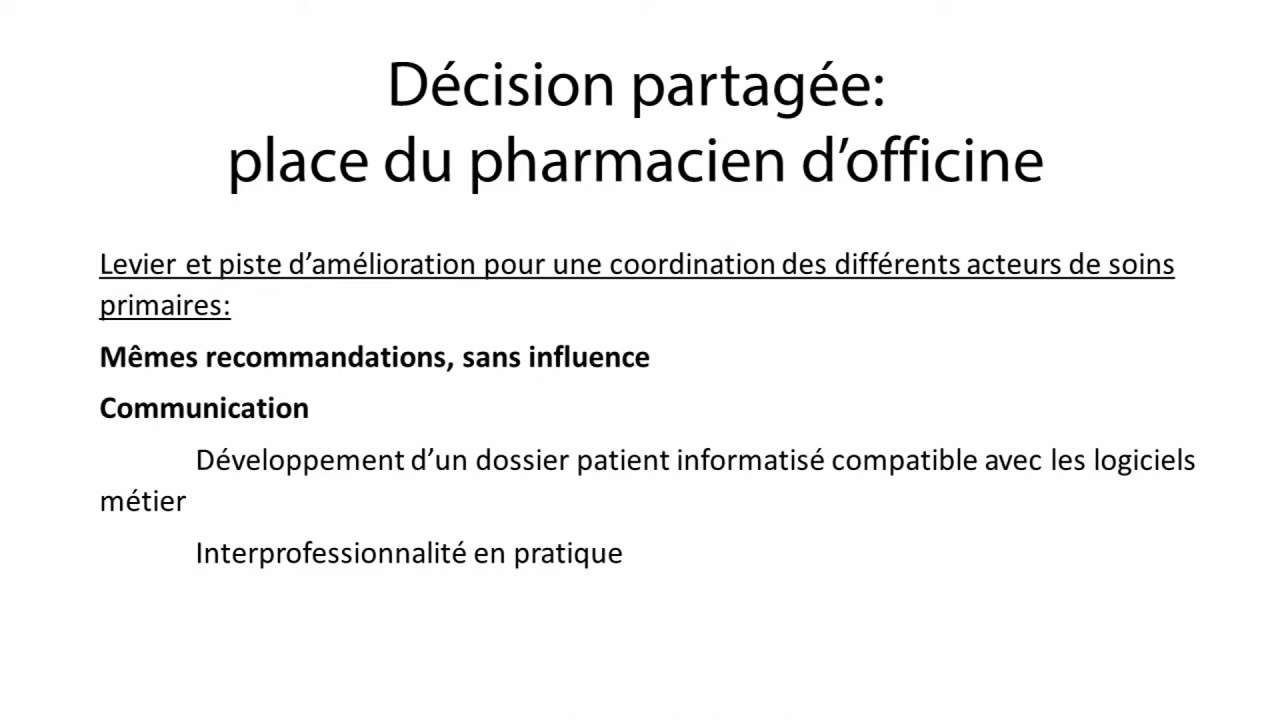 Décision partagée:
place du pharmacien d’officine
Levier et piste d’amélioration pour une coordination des différents acteurs de soins
primaires:
Mêmes recommandations, sans influence
Communication
Développement d’un dossier patient informatisé compatible avec les logiciels
métier
Interprofessionnalité en pratique